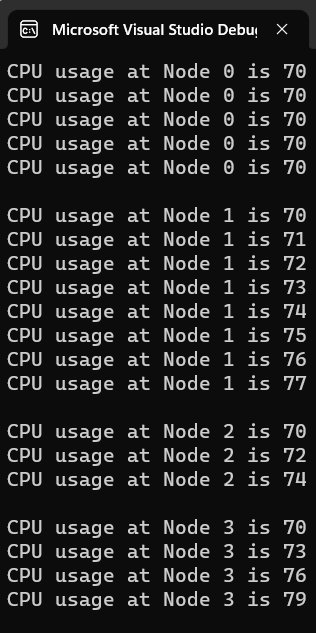 Microsoft Visual Studio Debug
CPU usage at Node 0 is 70
CPU usage at Node 0 is 70
CPU usage at Node 0 is 70
CPU usage at Node 0 is 70
CPU usage at Node 0 is 70
CPU usage at Node 1 is 70
CPU usage at Node 1 is 71
CPU usage at Node 1 is 72
CPU usage at Node 1 is 73
CPU usage at Node 1 is 74
CPU usage at Node 1 is 75
CPU usage at Node 1 is 76
CPU usage at Node 1 is 77
CPU usage at Node 2 is 70
CPU usage at Node 2 is 72
CPU usage at Node 2 is 74
CPU usage at Node 3 is 70
CPU usage at Node 3 is 73
CPU usage at Node 3 is 76
CPU usage at Node 3 is 79